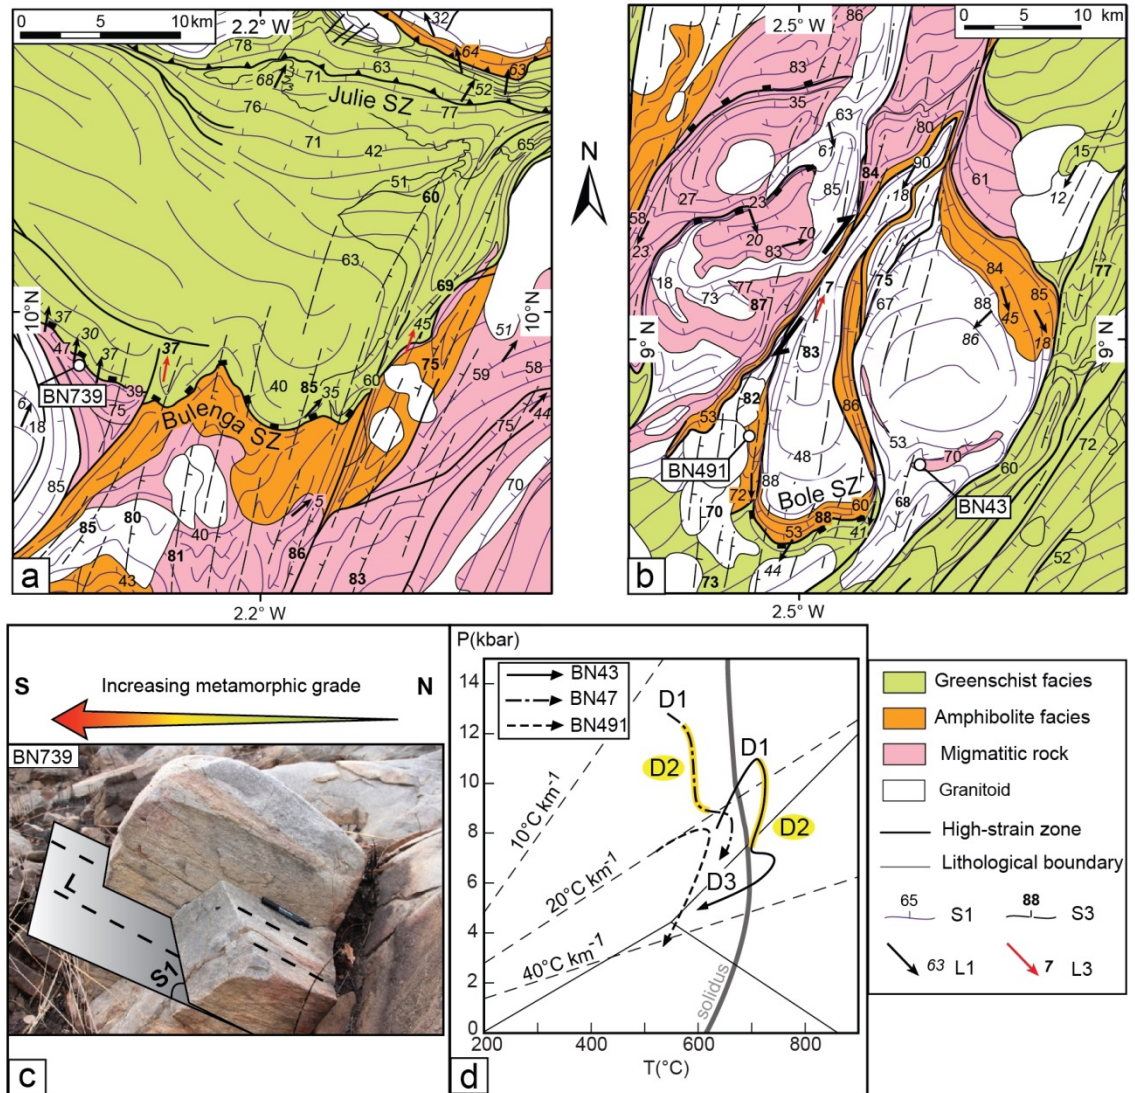 0 5 10km
2.2° W
32
78
64
63
63
71
68
52
Julie SZ
76
77
71
65
42
51
60
63
10°N
10°N
69
37
30
47
37
37
45
51
BN739
39
75
40
85
35
60
75
58
59
Bulenga SZ
6
18
75
44
85
5
70
85
80
40
81
86
83
43
a
2.2° W
N
0 5 10 km
2.5° W
86
83
35
63
80
15
61
84
90
85
18
61
12
27
23
58
20
70
23
83
77
84
77
75
18
73
87
7
67
88
85
45
86
18
9° N
9° N
83
82
86
53
53
72
BN491
48
70
88
60
72
Bole SZ
60
BN43
70
88
68
53
41
52
44
73
b
2.5° W
S N
Increasing metamorphic grade
BN739
L
S1
c
P(kbar)
14
12
10
8
6
4
2
0
BN43
BN47
BN491
D1
D1
D2
D2
D3
10°C km-1
20°C km-1
40°C km-1
solidus
200 400 600 800
T(°C)
d
Greenschist facies
Amphibolite facies
Migmatitic rock
Granitoid
High-strain zone
Lithological boundary
65 S1
88 S3
63 L1
7 L3